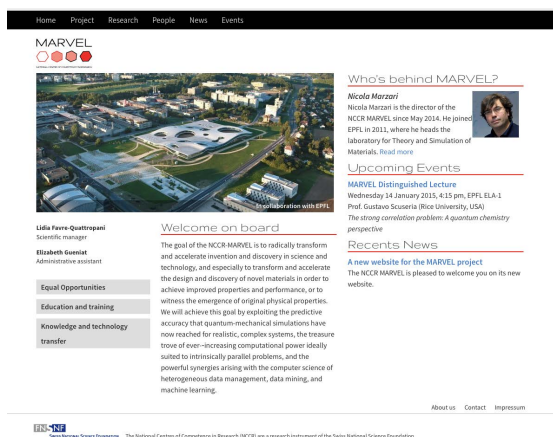 Home Project Research People News Events
MARVEL
In collaboration with EPFL
Lidia Favre-Quattropani
Scientific manager
Elizabeth Gueniat
Administrative assistant
Equal Opportunities
Education and training
Knowledge and technology
transfer
Welcome on board
The goal of the NCCR-MARVEL is to radically transform
and accelerate invention and discovery in science and
technology, and especially to transform and accelerate
the design and discovery of novel materials in order to
achieve improved properties and performance, or to
witness the emergence of original physical properties.
We will achieve this goal by exploiting the predictive
accuracy that quantum-mechanical simulations have
now reached for realistic, complex systems, the treasure
trove of ever-¬increasing computational power ideally
suited to intrinsically parallel problems, and the
powerful synergies arising with the computer science of
heterogeneous data management, data mining, and
machine learning.
Who's behind MARVEL?
Nicola Marzari
Nicola Marzari is the director of the
NCCR MARVEL since May 2014. He joined
EPFL in 2011, where he heads the
laboratory for Theory and Simulation of
Materials. Read more
Upcoming Events
MARVEL Distinguished Lecture
Wednesday 14 January 2015, 4:15 pm, EPFL ELA-1
Prof. Gustavo Scuseria (Rice University, USA)
The strong correlation problem: A quantum chemistry
perspective
Recents News
A new website for the MARVEL project
The NCCR MARVEL is pleased to welcome you on its new
website.
About us Contact Impressum
FNSNF
Swiss National Science Foundation The National Centres of Competence in Research (NCCR) are a research instrument of the Swiss National Science Foundation